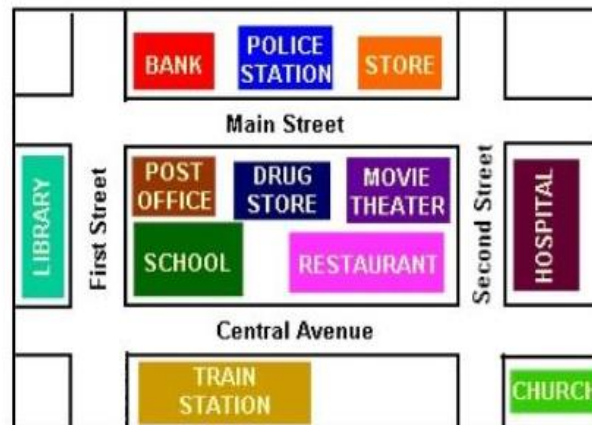 BANK
POLICE
STATION
STORE
Main Street
LIBRARY
First Street
POST
OFFICE
DRUG
STORE
MOVIE
THEATER
SCHOOL
RESTAURANT
Second Street
HOSPITAL
Central Avenue
TRAIN
STATION
CHURCH